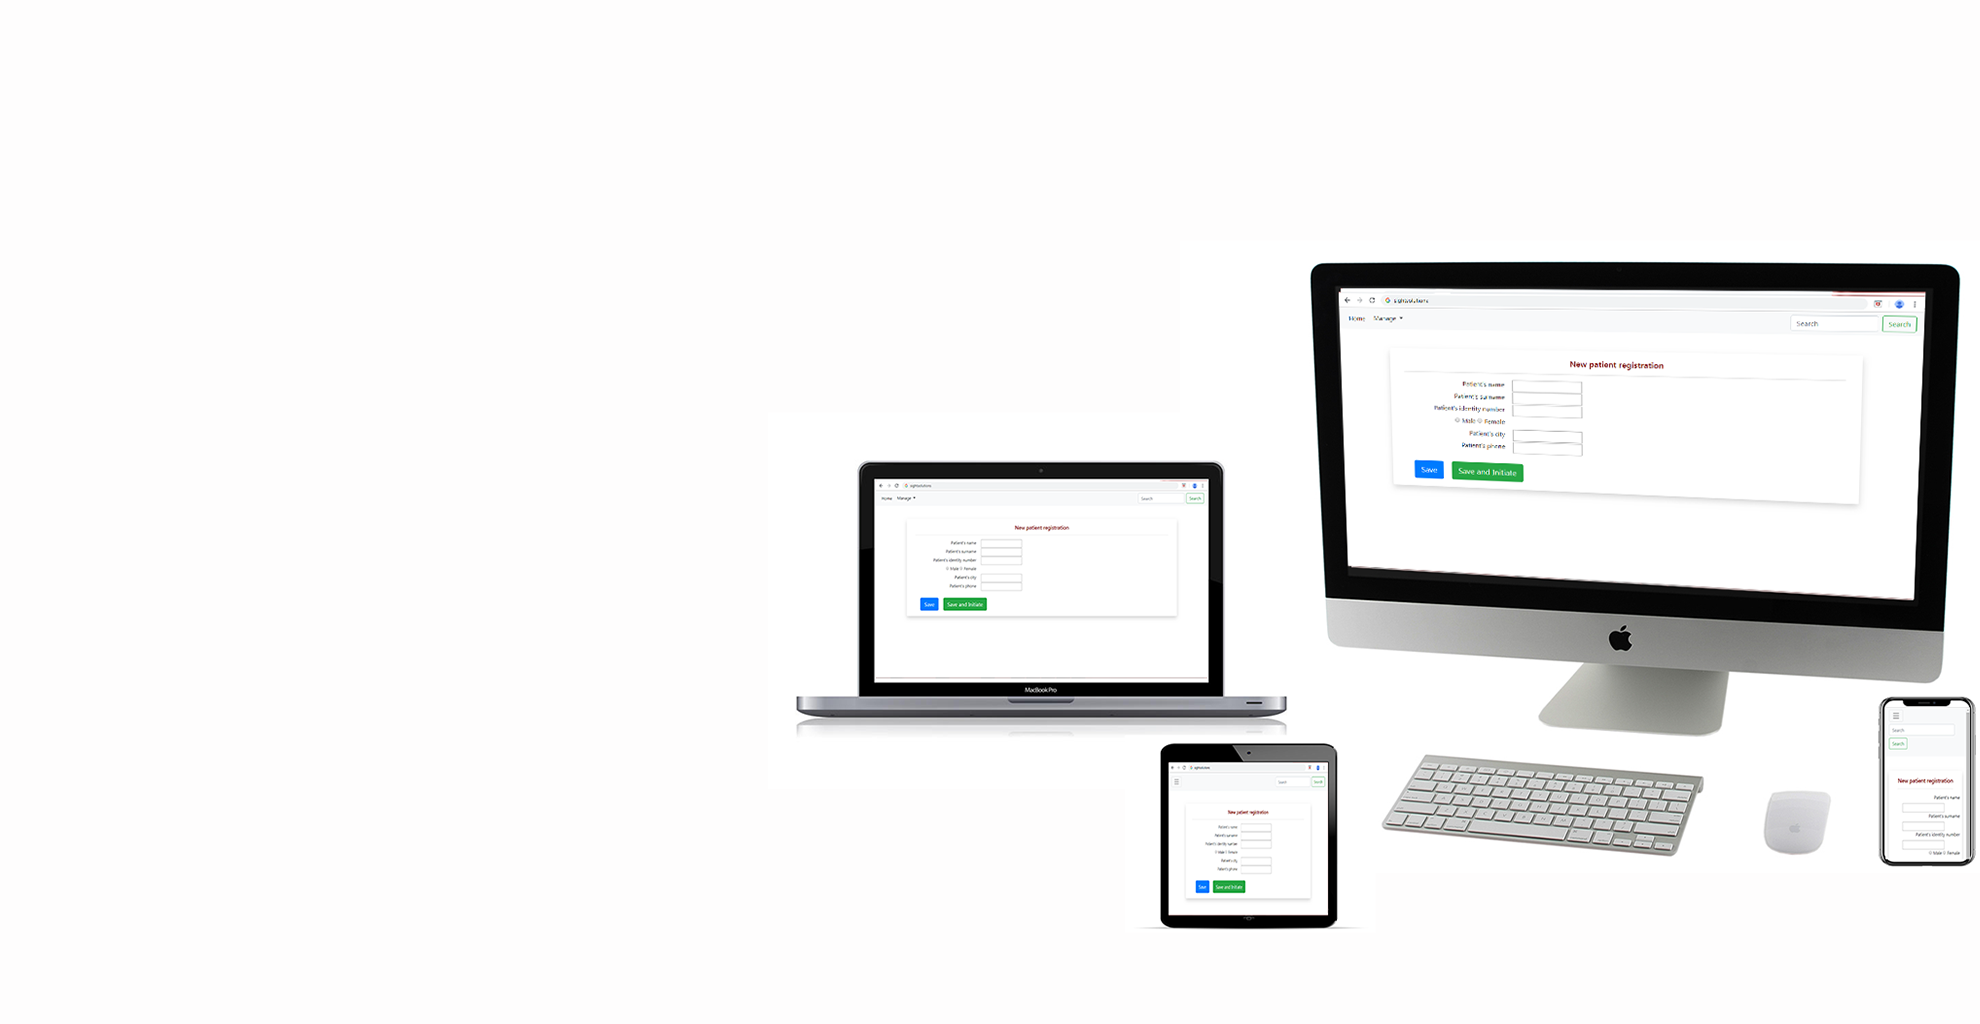 sightsolutions
Home Manage
Search Search
New patient registration
Patient's name
Patient's surname
Patient's identity number
Male Female
Patient's city
Patient's phone
Save Save and Initiate
sightsolutions
Home Manage
Search Search
New patient registration
Patient's name
Patient's surname
Patient's identity number
Male Female
Patient's city
Patient's phone
Save Save and Initiate
MacBook Pro
sightsolutions
Search Search
New patient registration
Patient's name
Patient's surname
Patient's identity number
Male Female
Patient's city
Patient's phone
Save Save and Initiate
Search
Search
New patient registration
Patient's name
Patient's surname
Patient's identity number
Male Female